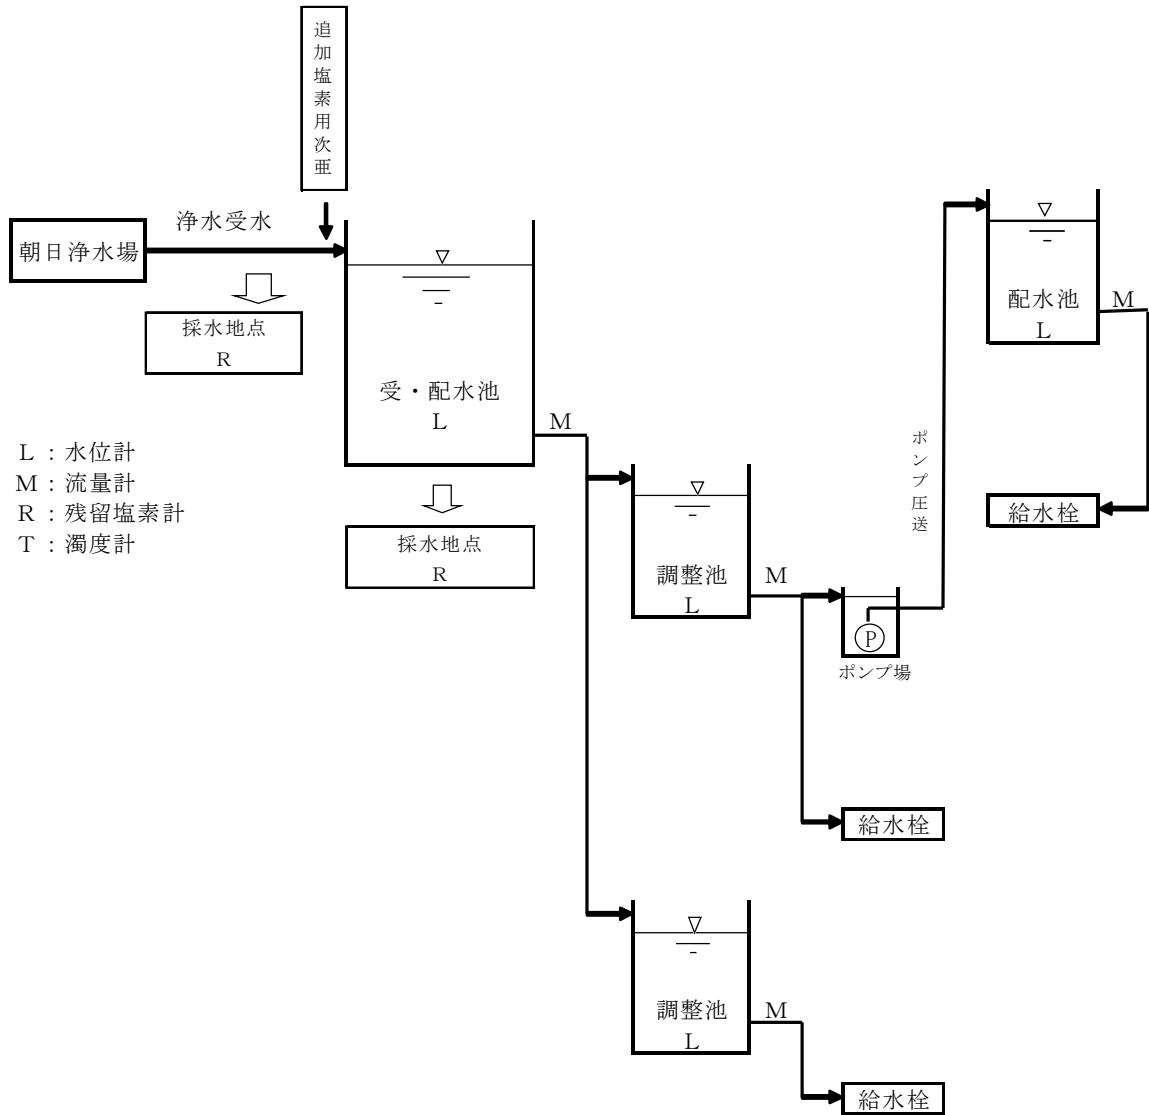 追加塩素用次亜
浄水受水
朝日浄水場
採水地点
R
受・配水池
L
M
L：水位計
M：流量計
R：残留塩素計
T：濁度計
採水地点
R
調整池
L
M
P
ポンプ場
ポンプ圧送
配水池
L
M
給水栓
給水栓
調整池
L
M
給水栓